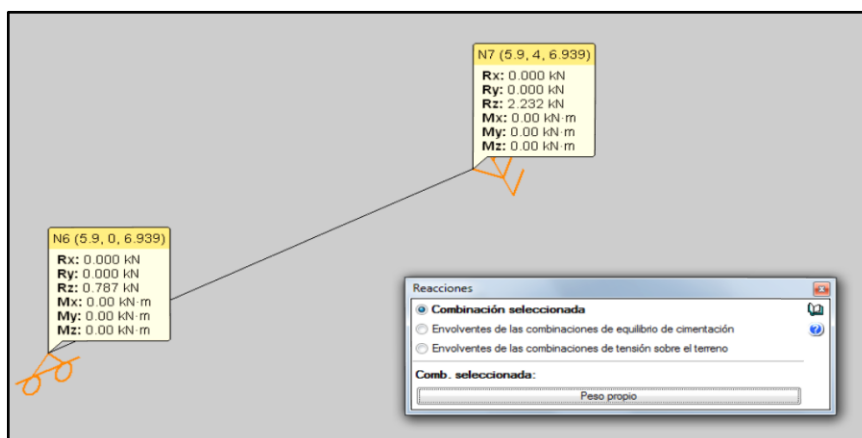 N7 (5.9, 4, 6.939)
Rx: 0.000 kN
Ry: 0.000 kN
Rz: 2.232 kN
Mx: 0.00 kN·m
My: 0.00 kN·m
Mz: 0.00 kN·m
N6 (5.9, 0, 6.939)
Rx: 0.000 kN
Ry: 0.000 kN
Rz: 0.787 kN
Mx: 0.00 kN·m
My: 0.00 kN·m
Mz: 0.00 kN·m
Reacciones
Combinación seleccionada
Envolventes de las combinaciones de equilibrio de cimentación
Envolventes de las combinaciones de tensión sobre el terreno
Comb. seleccionada:
Peso propio